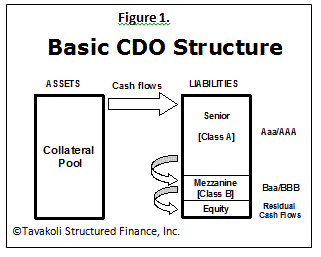 Figure 1.
Basic CDO Structure
ASSETS
Cash flows
LIABILITIES
Collateral
Pool
Senior
[Class A]
Aaa/AAA
Mezzanine
[Class B]
Baa/BBB
Equity
Residual
Cash Flows
©Tavakoli Structured Finance, Inc.